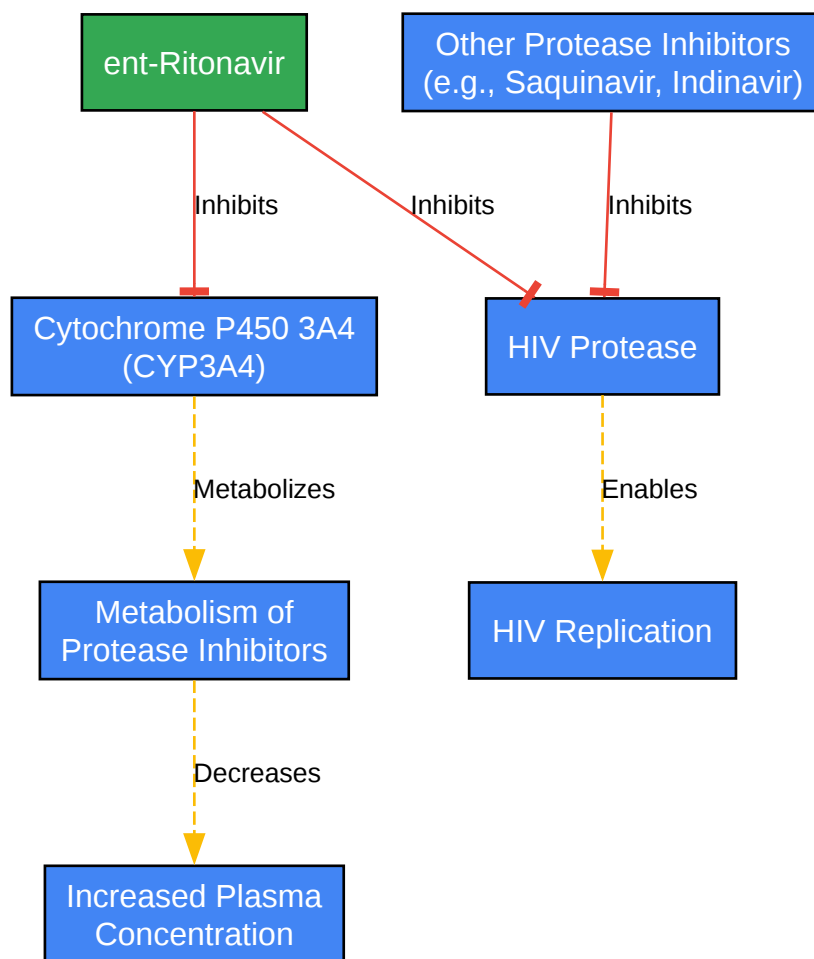 ent-Ritonavir
Other Protease Inhibitors
(e.g., Saquinavir, Indinavir)
Inhibits
Inhibits
Inhibits
Cytochrome P450 3A4
(CYP3A4)
HIV Protease
Metabolizes
Enables
Metabolism of
Protease Inhibitors
HIV Replication
Decreases
Increased Plasma
Concentration